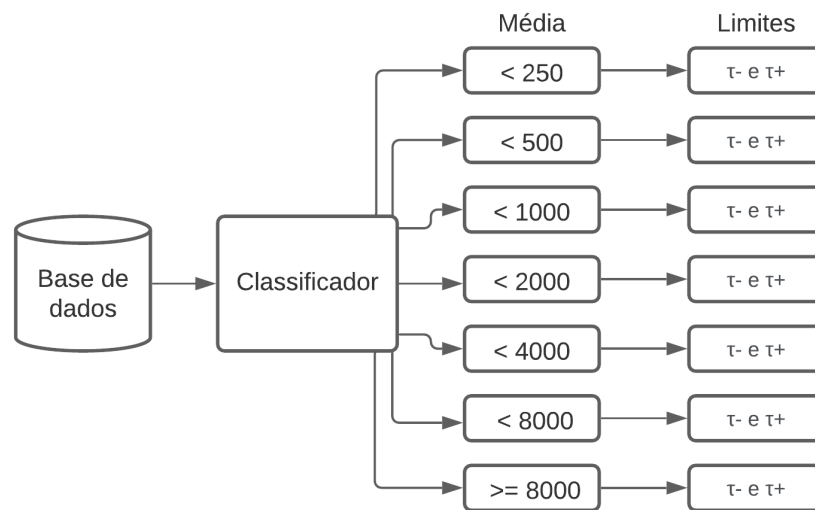 Média
Limites
< 250
τ- e τ+
< 500
τ- e τ+
< 1000
τ- e τ+
Base de
dados
Classificador
< 2000
τ- e τ+
< 4000
τ- e τ+
< 8000
τ- e τ+
>= 8000
τ- e τ+